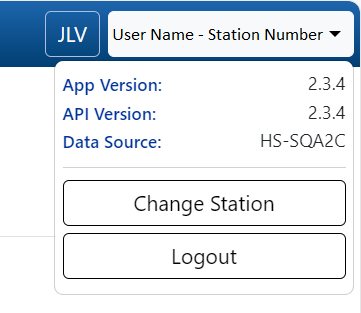 JLV
User Name - Station Number
App Version: 2.3.4
API Version: 2.3.4
Data Source: HS-SQA2C
Change Station
Logout